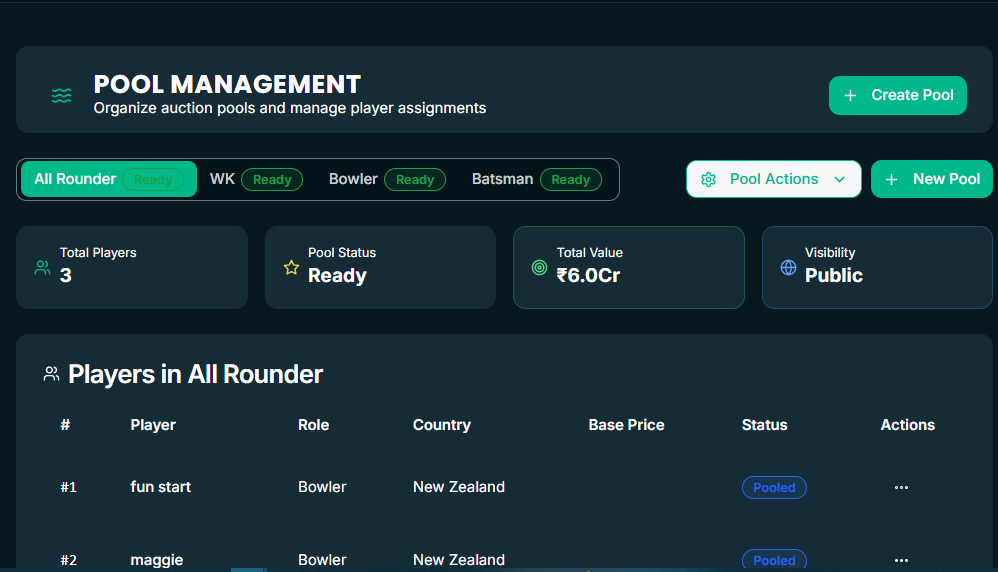 POOL MANAGEMENT
Organize auction pools and manage player assignments
+ Create Pool
All Rounder Ready WK Ready Bowler Ready Batsman Ready
Pool Actions
+ New Pool
Total Players
3
Pool Status
Ready
Total Value
₹6.0Cr
Visibility
Public
Players in All Rounder
# Player Role Country Base Price Status Actions
#1 fun start Bowler New Zealand Pooled ...
#2 maggie Bowler New Zealand Pooled ...